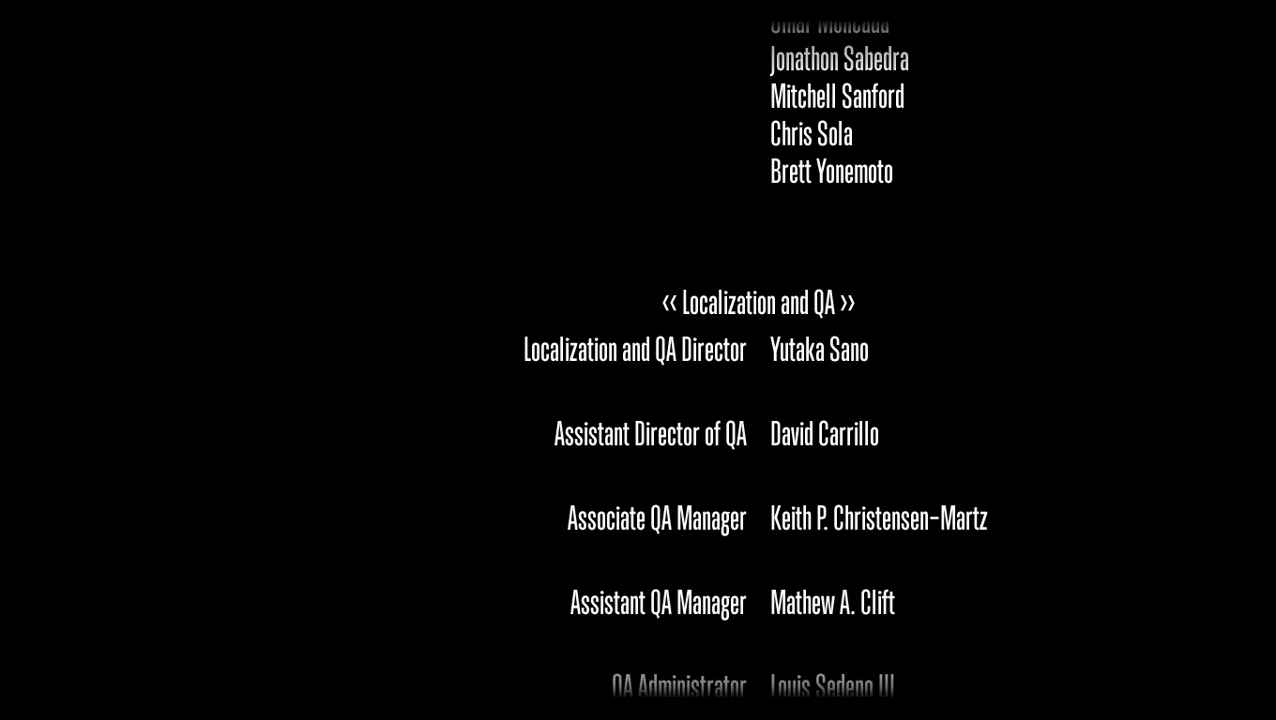 Omar Moncada
Jonathon Sabedra
Mitchell Sanford
Chris Sola
Brett Yonemoto
‹‹ Localization and QA ››
Localization and QA Director Yutaka Sano
Assistant Director of QA David Carrillo
Associate QA Manager Keith P. Christensen-Martz
Assistant QA Manager Mathew A. Clift
QA Administrator Louis Sedeno III